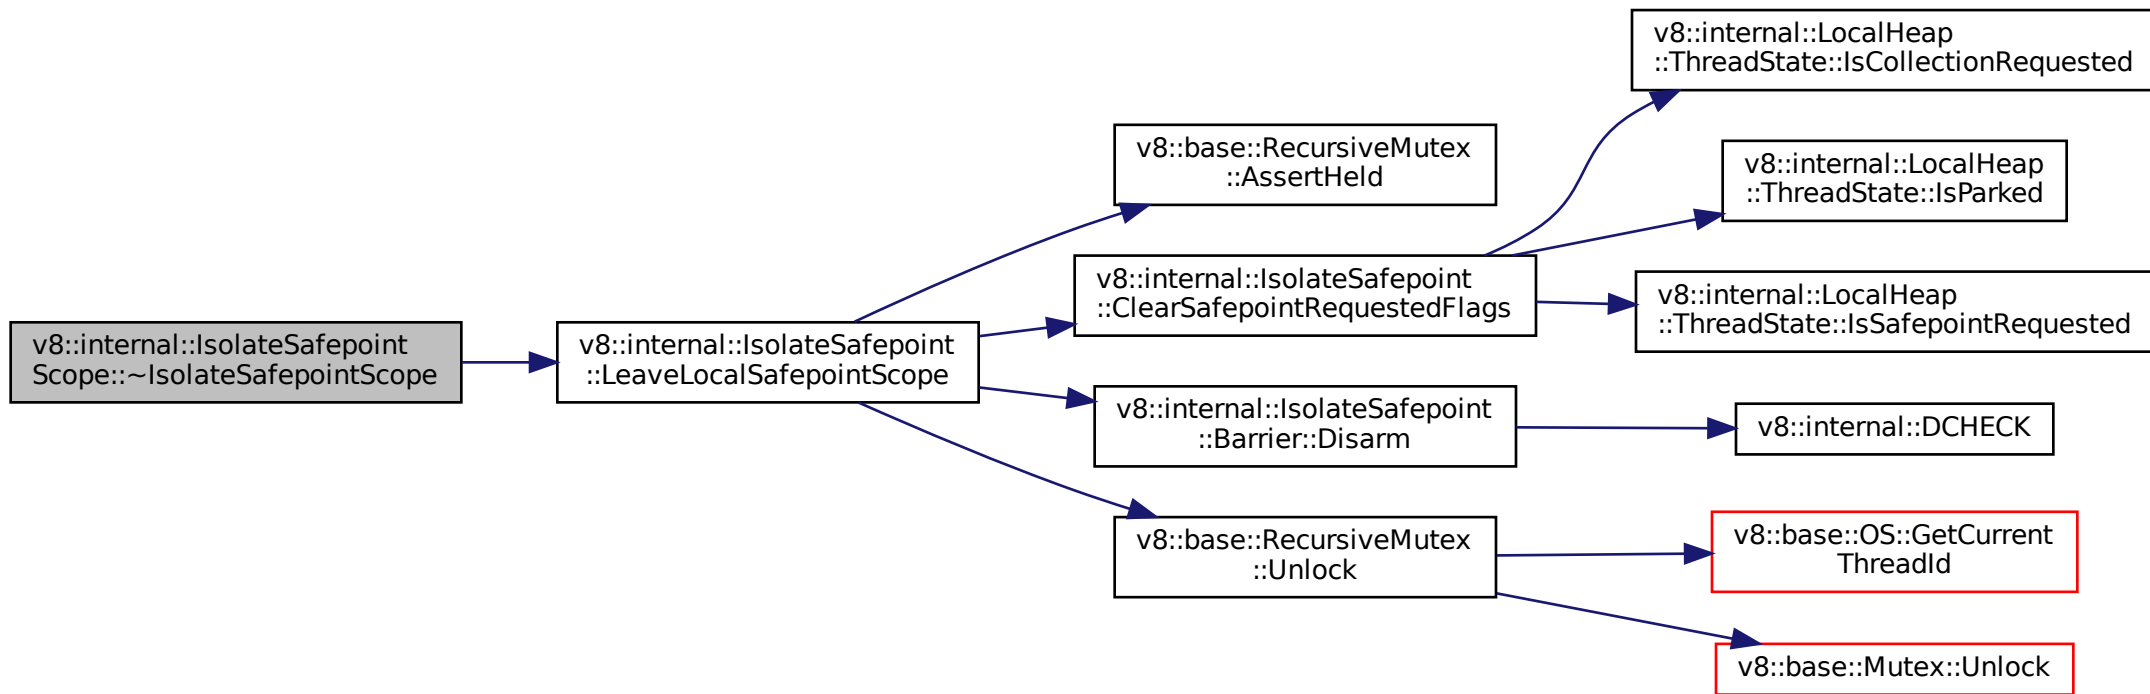 v8::internal::IsolateSafepoint
Scope::~IsolateSafepointScope
v8::internal::IsolateSafepoint
::LeaveLocalSafepointScope
v8::base::RecursiveMutex
::AssertHeld
v8::internal::IsolateSafepoint
::ClearSafepointRequestedFlags
v8::internal::IsolateSafepoint
::Barrier::Disarm
v8::base::RecursiveMutex
::Unlock
v8::internal::LocalHeap
::ThreadState::IsCollectionRequested
v8::internal::LocalHeap
::ThreadState::IsParked
v8::internal::LocalHeap
::ThreadState::IsSafepointRequested
v8::internal::DCHECK
v8::base::OS::GetCurrent
ThreadId
v8::base::Mutex::Unlock